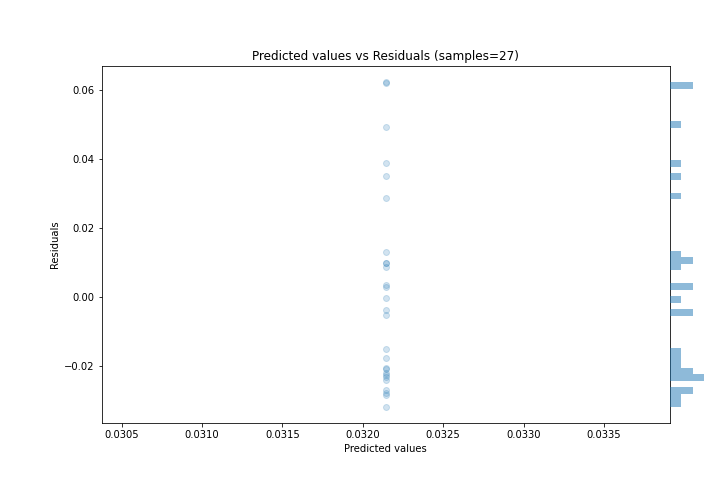 Predicted values vs Residuals (samples=27)
0.06
0.04
0.02
0.00
−0.02
Residuals
0.0305 0.0310 0.0315 0.0320 0.0325 0.0330 0.0335
Predicted values